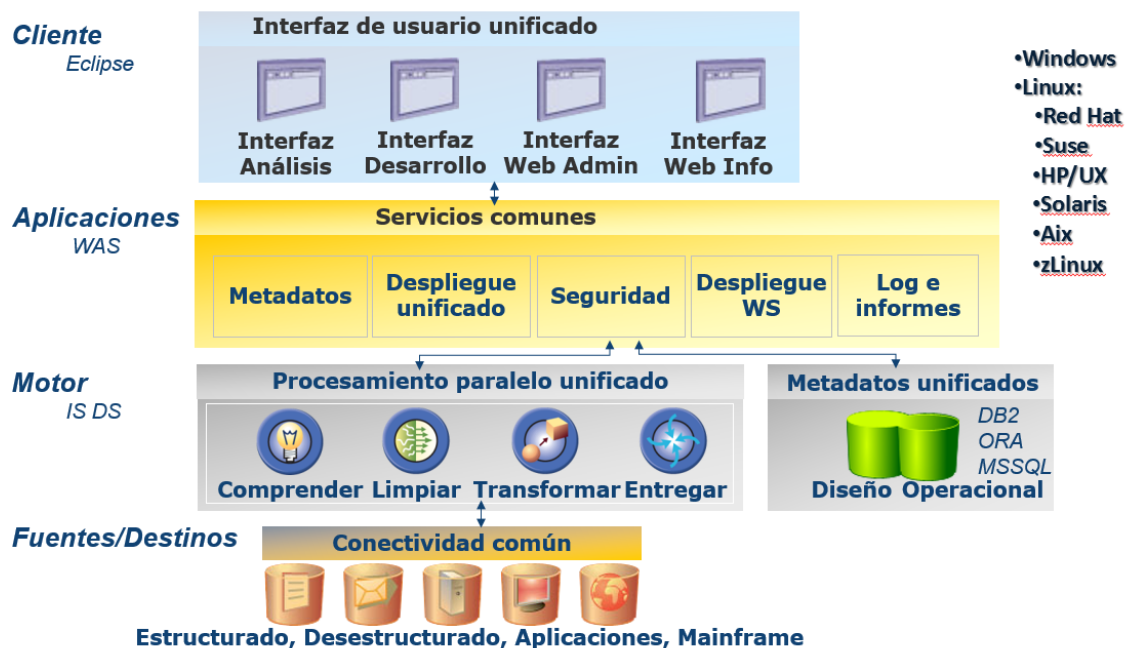 Cliente
Eclipse
Interfaz de usuario unificado
Interfaz Análisis
Interfaz Desarrollo
Interfaz Web Admin
Interfaz Web Info
•Windows
•Linux:
•Red Hat
•Suse
•HP/UX
•Solaris
•Aix
•zLinux
Aplicaciones
WAS
Servicios comunes
Metadatos
Despliegue unificado
Seguridad
Despliegue WS
Log e informes
Motor
IS DS
Procesamiento paralelo unificado
Comprender
Limpiar
Transformar
Entregar
Metadatos unificados
DB2
ORA
MSSQL
Diseño Operacional
Fuentes/Destinos
Conectividad común
Estructurado, Desestructurado, Aplicaciones, Mainframe